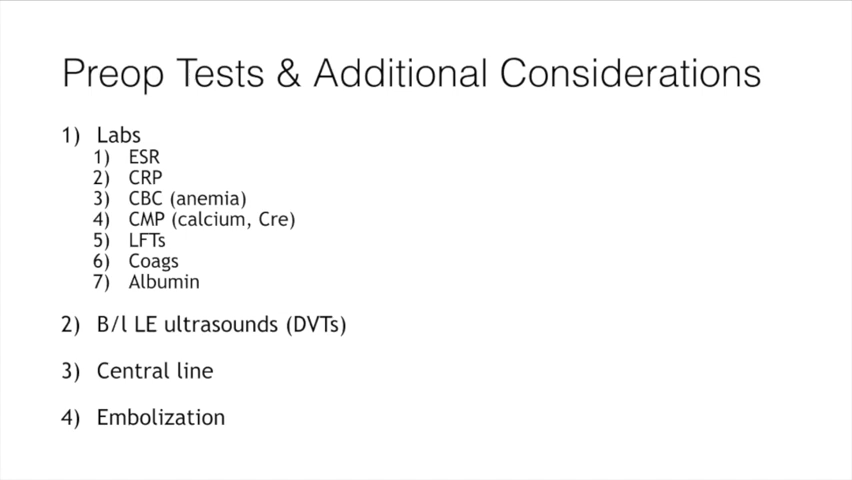 Preop Tests & Additional Considerations
1) Labs
1) ESR
2) CRP
3) CBC (anemia)
4) CMP (calcium, Cre)
5) LFTs
6) Coags
7) Albumin
2) B/l LE ultrasounds (DVTs)
3) Central line
4) Embolization